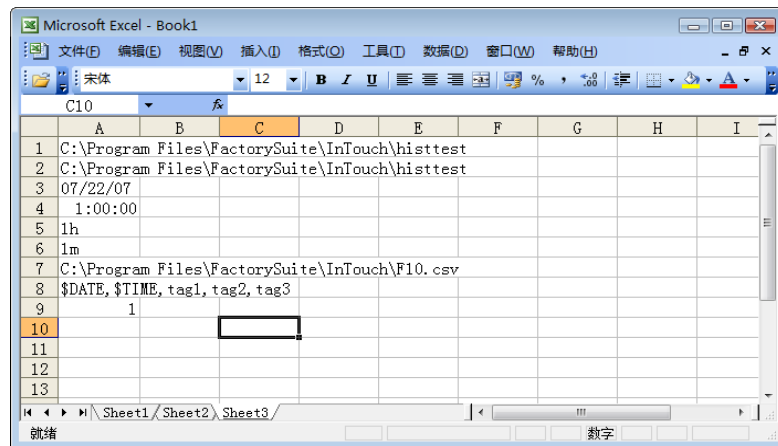 Microsoft Excel - Book1
文件(F) 编辑(E) 视图(V) 插入(I) 格式(O) 工具(T) 数据(D) 窗口(W) 帮助(H)
宋体 12 B I U % , A
C10 fx
A B C D E F G H I
1 C:\Program Files\FactorySuite\InTouch\histtest
2 C:\Program Files\FactorySuite\InTouch\histtest
3 07/22/07
4 1:00:00
5 1h
6 1m
7 C:\Program Files\FactorySuite\InTouch\F10.csv
8 $DATE,$TIME,tag1,tag2,tag3
9 1
10
11
12
13
Sheet1 Sheet2 Sheet3
就绪 数字